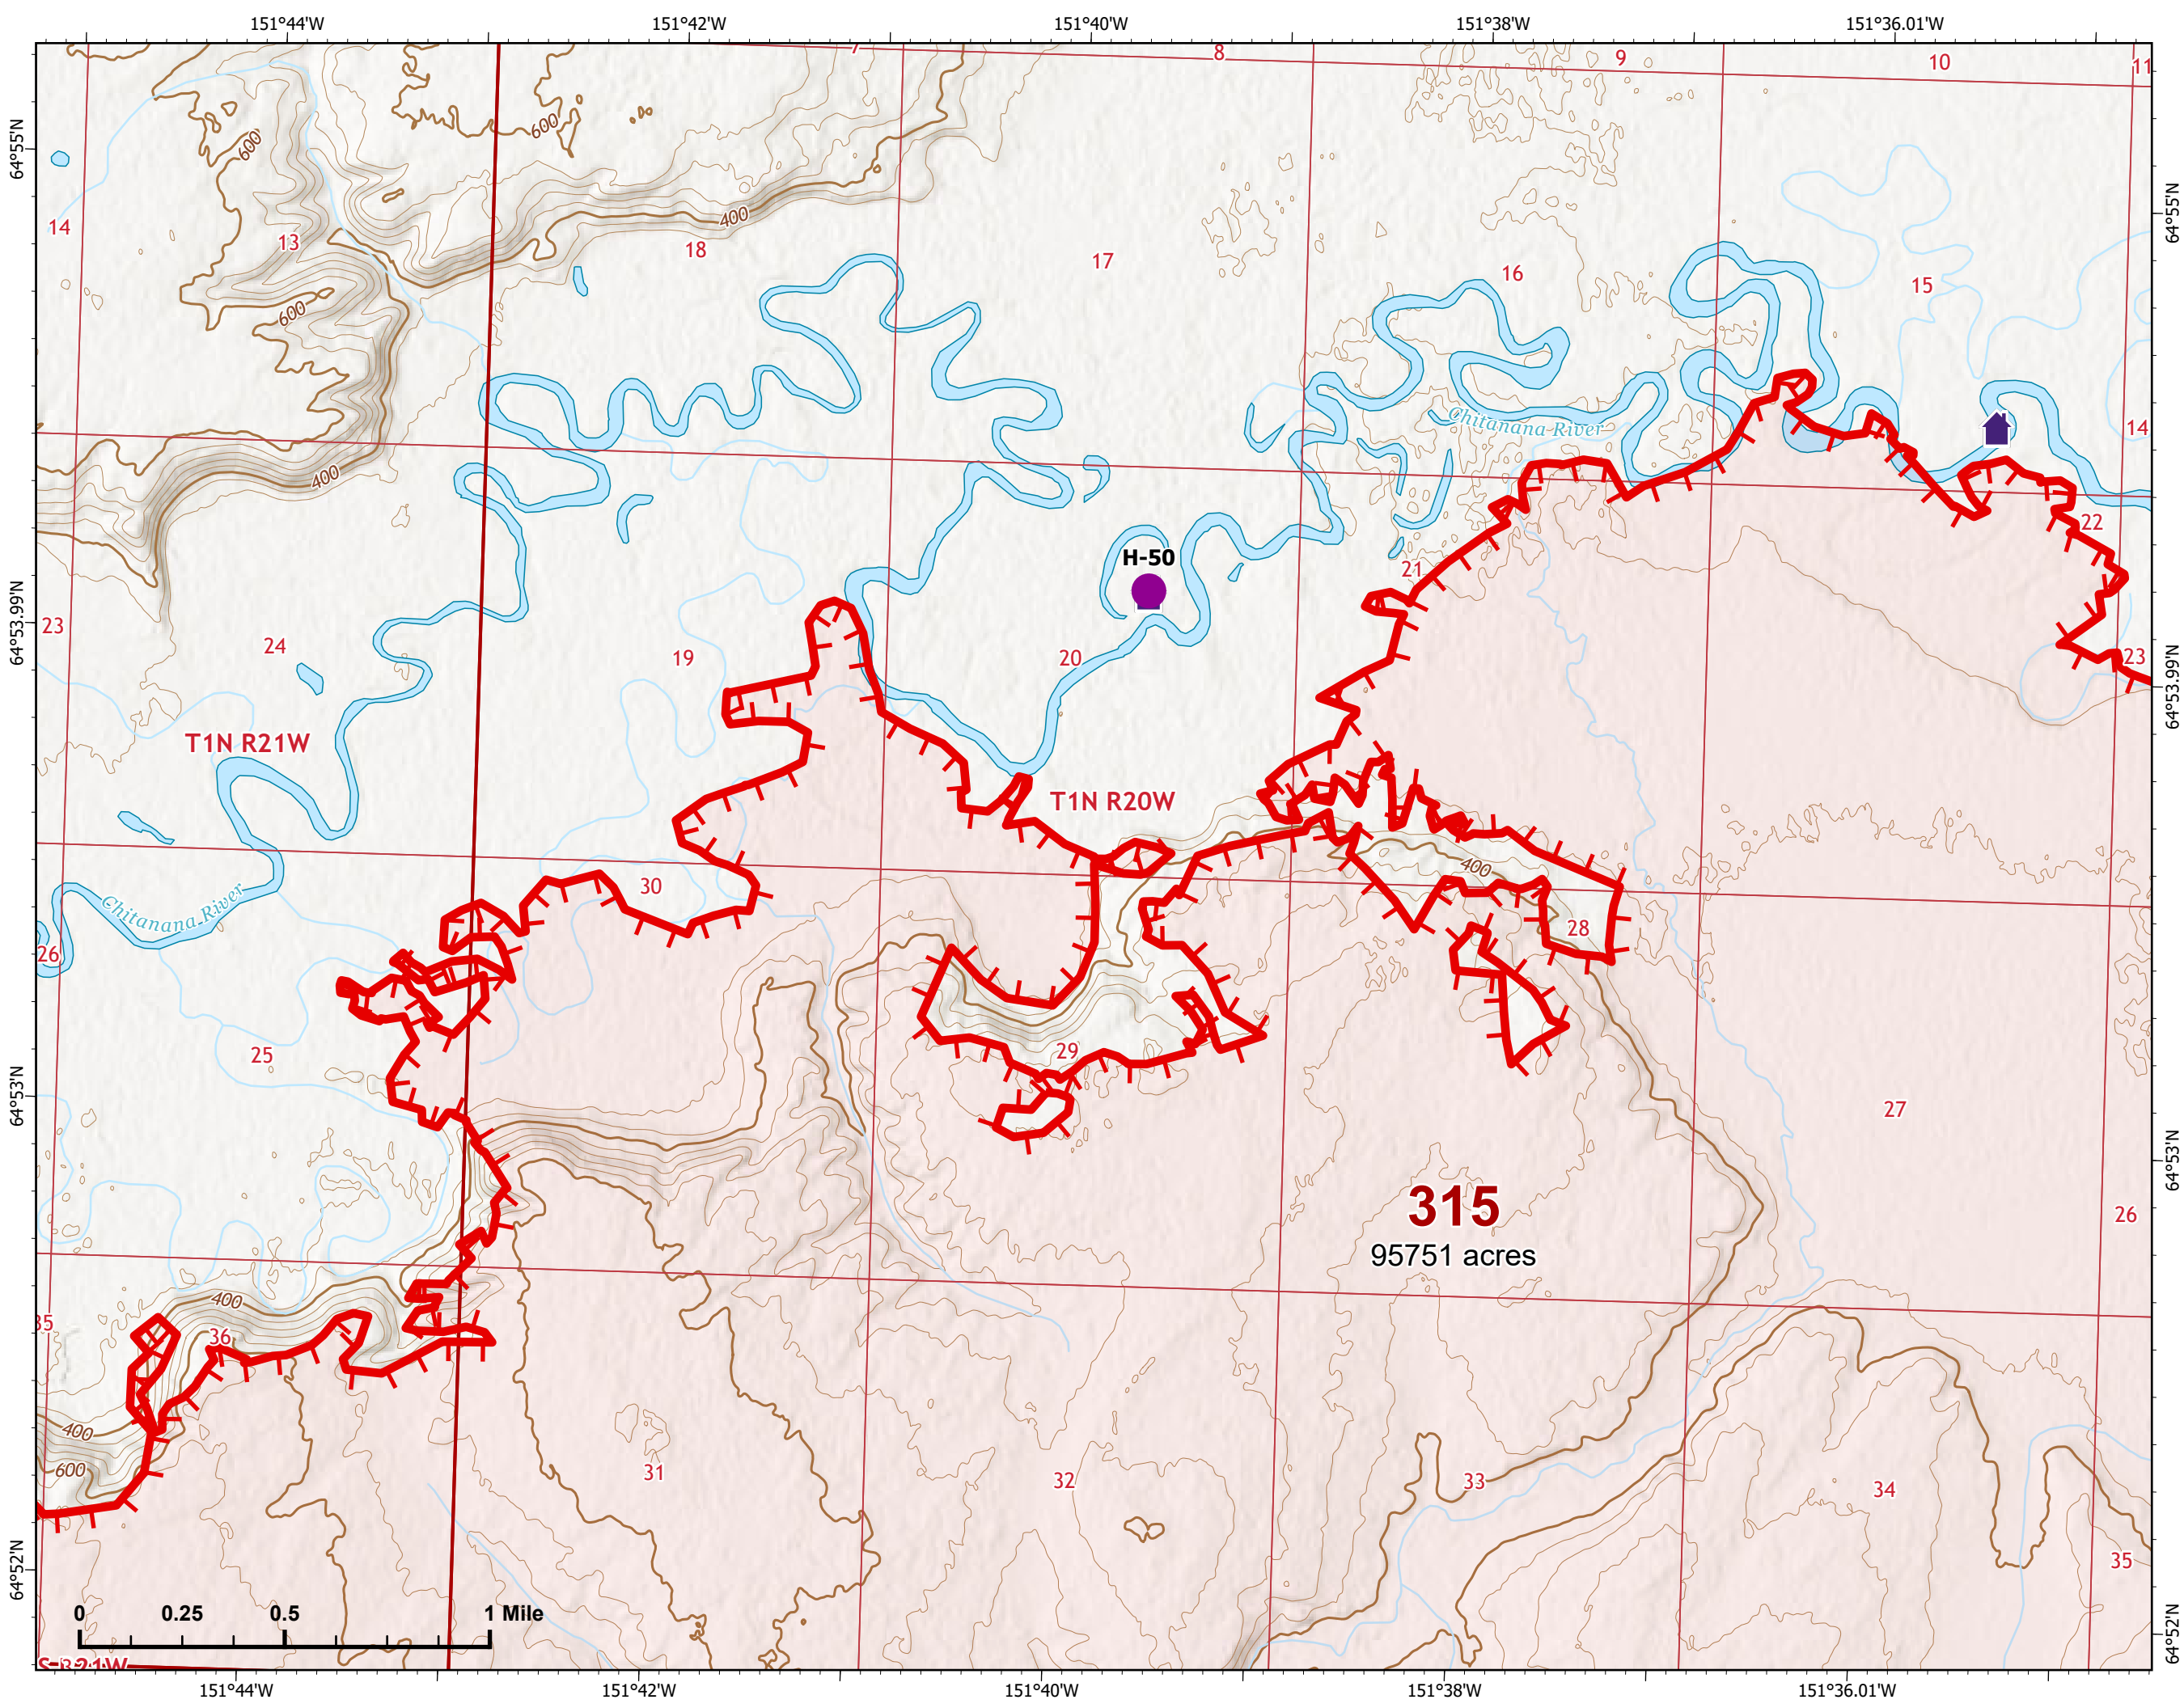 151°44'W 151°42'W 151°40'W 151°38'W 151°36.01'W
7 8 9 10 11
64°55'N
600
600
64°55'N
14 13 400 18 17 16 15
600
Chitanana River
14
400
22
H-50
21
64°53.99'N
23 24 19 20 23
64°53.99'N
T1N R21W
T1N R20W
400
30
Chitanana River
28
26
25 29
64°53'N
27
64°53'N
315
26
95751 acres
400
35 36
400
600
31 32 33 34
64°52'N
35
0 0.25 0.5 1 Mile
64°52'N
R21W
151°44'W 151°42'W 151°40'W 151°38'W 151°36.01'W